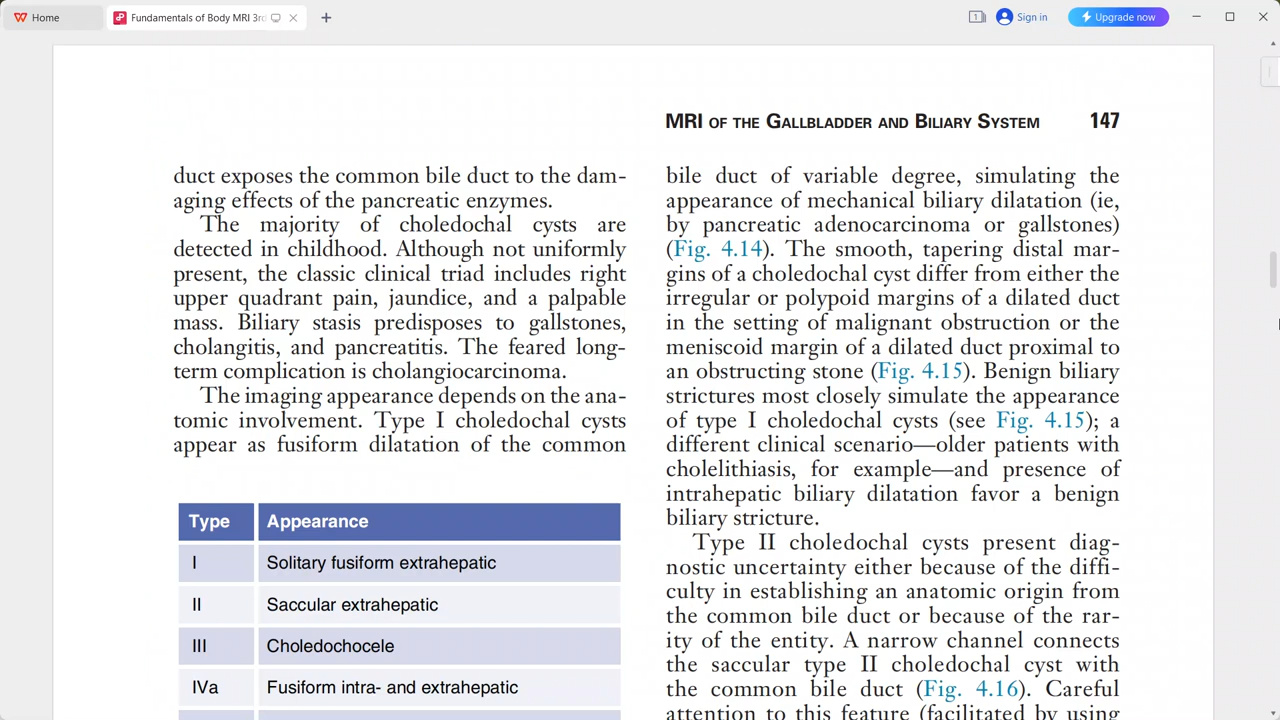 Home
Fundamentals of Body MRI 3rd
Sign in
Upgrade now
MRI OF THE GALLBLADDER AND BILIARY SYSTEM 147
duct exposes the common bile duct to the dam-
aging effects of the pancreatic enzymes.
The majority of choledochal cysts are
detected in childhood. Although not uniformly
present, the classic clinical triad includes right
upper quadrant pain, jaundice, and a palpable
mass. Biliary stasis predisposes to gallstones,
cholangitis, and pancreatitis. The feared long-
term complication is cholangiocarcinoma.
The imaging appearance depends on the ana-
tomic involvement. Type I choledochal cysts
appear as fusiform dilatation of the common
Type Appearance
I Solitary fusiform extrahepatic
II Saccular extrahepatic
III Choledochocele
IVa Fusiform intra- and extrahepatic
bile duct of variable degree, simulating the
appearance of mechanical biliary dilatation (ie,
by pancreatic adenocarcinoma or gallstones)
(Fig. 4.14). The smooth, tapering distal mar-
gins of a choledochal cyst differ from either the
irregular or polypoid margins of a dilated duct
in the setting of malignant obstruction or the
meniscoid margin of a dilated duct proximal to
an obstructing stone (Fig. 4.15). Benign biliary
strictures most closely simulate the appearance
of type I choledochal cysts (see Fig. 4.15); a
different clinical scenario—older patients with
cholelithiasis, for example—and presence of
intrahepatic biliary dilatation favor a benign
biliary stricture.
Type II choledochal cysts present diag-
nostic uncertainty either because of the diffi-
culty in establishing an anatomic origin from
the common bile duct or because of the rar-
ity of the entity. A narrow channel connects
the saccular type II choledochal cyst with
the common bile duct (Fig. 4.16). Careful
attention to this feature (facilitated by using